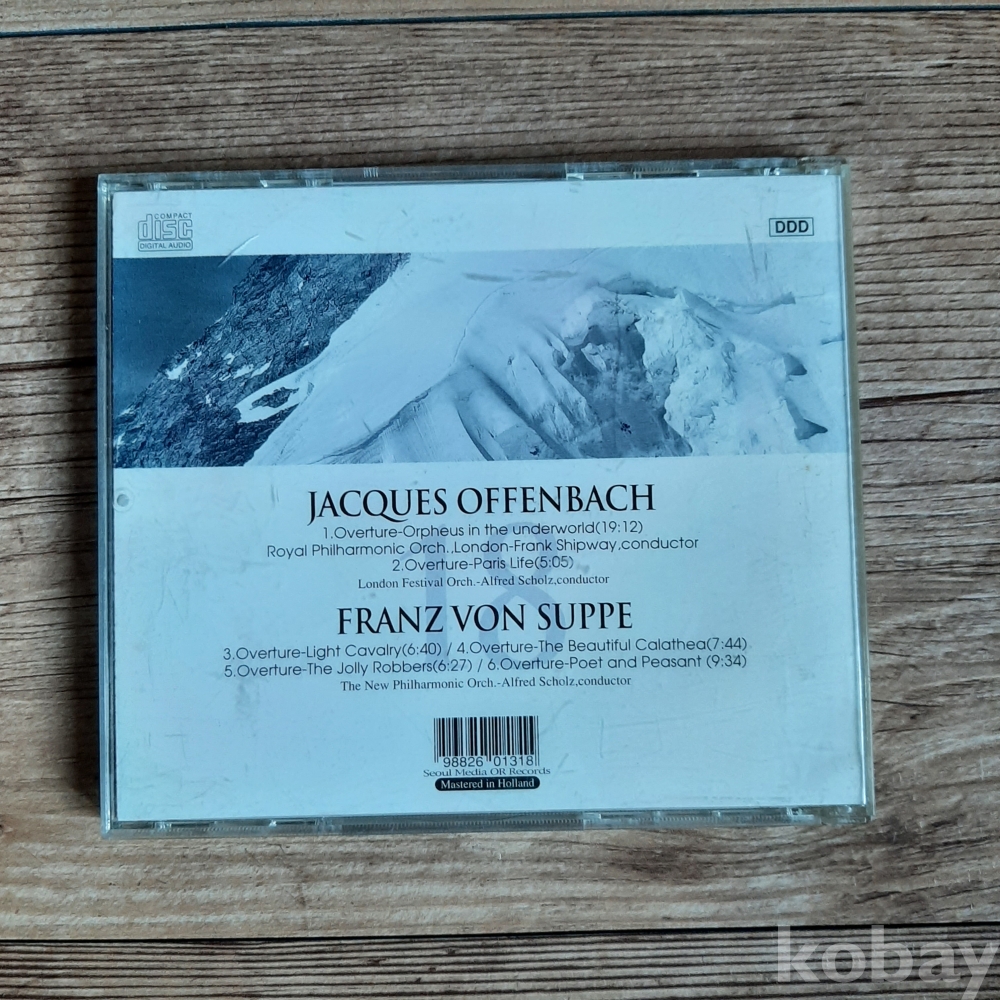 COMPACT
disc
DIGITAL AUDIO
DDD
JACQUES OFFENBACH
1.Overture-Orpheus in the underworld(19:12)
Royal Philharmonic Orch.,London-Frank Shipway,conductor
2.Overture-Paris Life(5:05)
London Festival Orch.-Alfred Scholz,conductor
FRANZ VON SUPPE
3.Overture-Light Cavalry(6:40) / 4.Overture-The Beautiful Calathea(7:44)
5.Overture-The Jolly Robbers(6:27) / 6.Overture-Poet and Peasant (9:34)
The New Philharmonic Orch.-Alfred Scholz,conductor
98826 01318
Seoul Media OR Records
Mastered in Holland
kobay